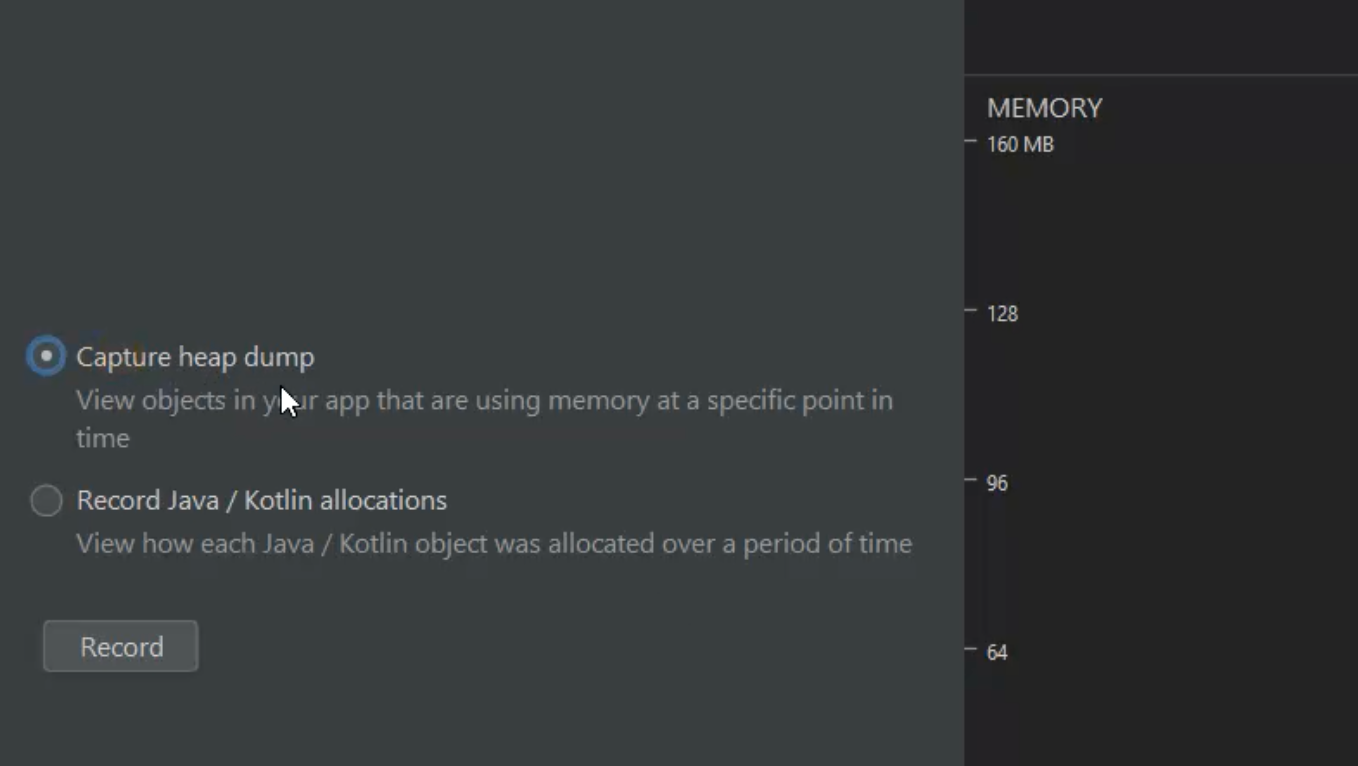 MEMORY
160 MB
128
Capture heap dump
View objects in your app that are using memory at a specific point in
time
96
Record Java / Kotlin allocations
View how each Java / Kotlin object was allocated over a period of time
Record
64